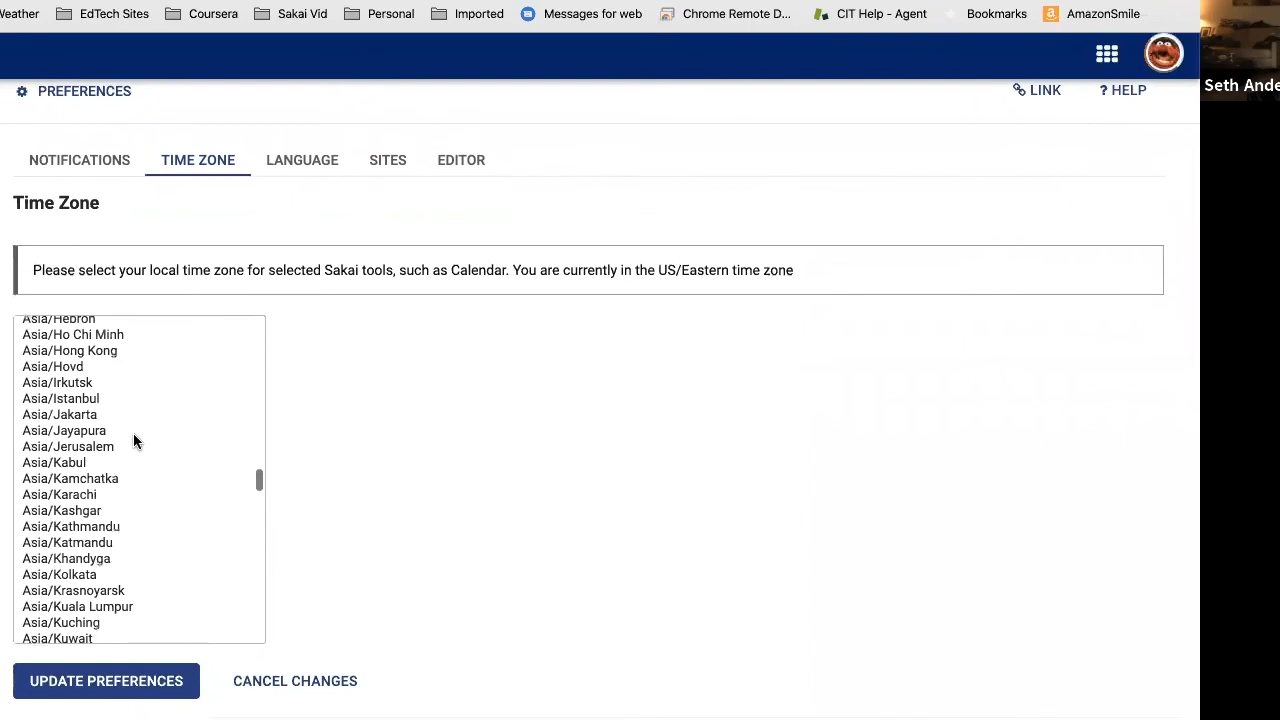 Weather EdTech Sites Coursera Sakai Vid Personal Imported Messages for web Chrome Remote D... CIT Help - Agent Bookmarks AmazonSmile
PREFERENCES LINK ? HELP
Seth Ande
NOTIFICATIONS TIME ZONE LANGUAGE SITES EDITOR
Time Zone
Please select your local time zone for selected Sakai tools, such as Calendar. You are currently in the US/Eastern time zone
Asia/Hebron
Asia/Ho Chi Minh
Asia/Hong Kong
Asia/Hovd
Asia/Irkutsk
Asia/Istanbul
Asia/Jakarta
Asia/Jayapura
Asia/Jerusalem
Asia/Kabul
Asia/Kamchatka
Asia/Karachi
Asia/Kashgar
Asia/Kathmandu
Asia/Katmandu
Asia/Khandyga
Asia/Kolkata
Asia/Krasnoyarsk
Asia/Kuala Lumpur
Asia/Kuching
Asia/Kuwait
UPDATE PREFERENCES CANCEL CHANGES